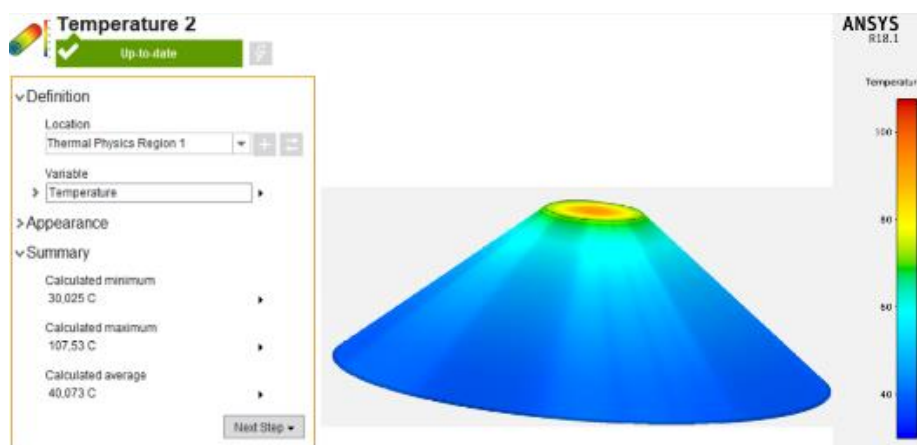 Temperature 2
Up-to-date
Definition
Location
Thermal Physics Region 1
Variable
Temperature
Appearance
Summary
Calculated minimum
30,025 C
Calculated maximum
107,53 C
Calculated average
40,073 C
Next Step
ANSYS
R18.1
Temperatur
100
80
60
40